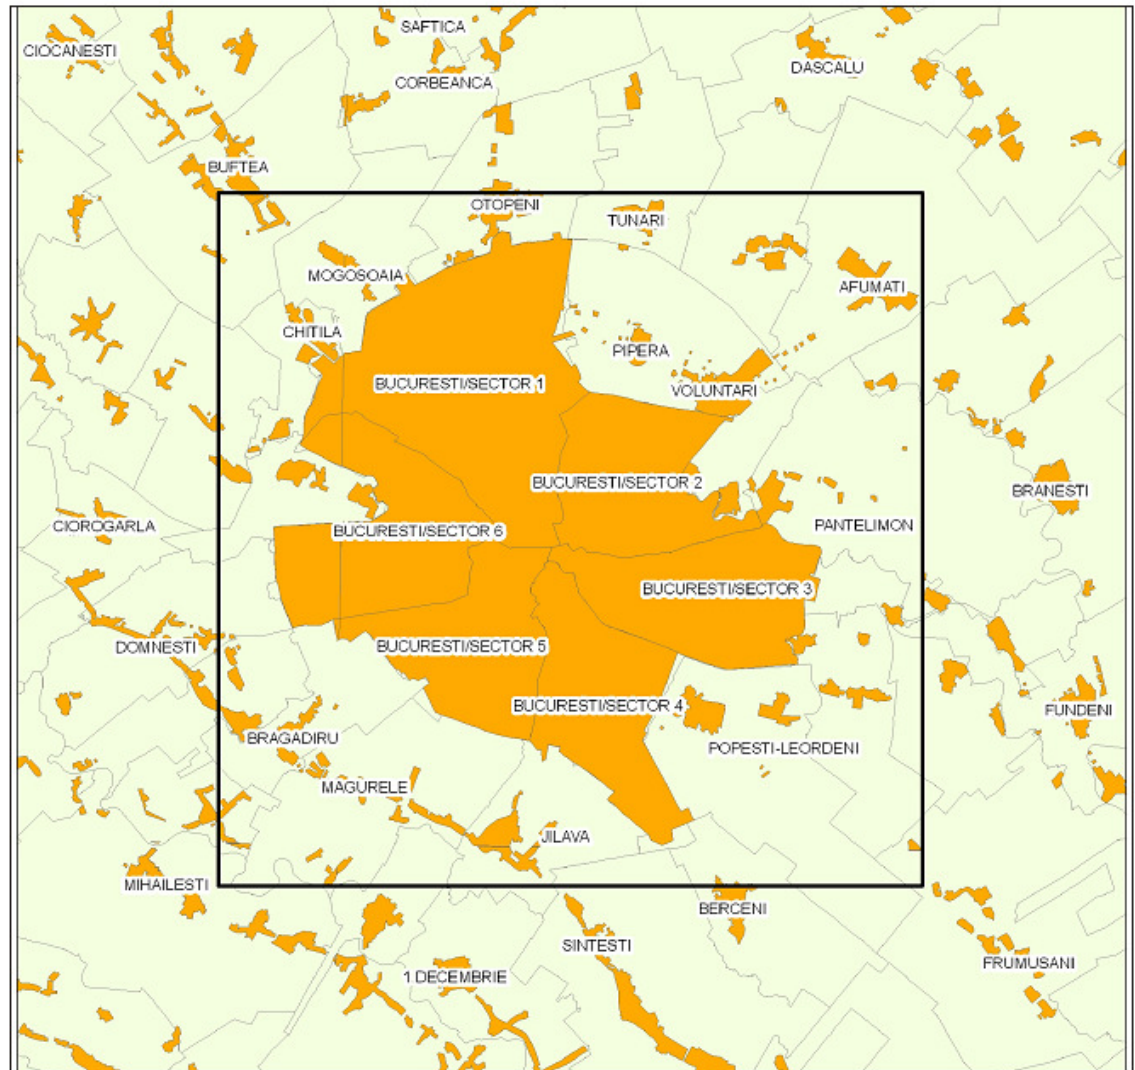 SAFTICA
CIOCANESTI
DASCALU
CORBEANCA
BUFTEA
OTOPENI
TUNARI
MOGOSOAIA
AFUMATI
CHITILA
PIPERA
BUCURESTI/SECTOR 1
VOLUNTARI
BUCURESTI/SECTOR 2
BRANESTI
CIOROGARLA
PANTELIMON
BUCURESTI/SECTOR 6
BUCURESTI/SECTOR 3
DOMNESTI
BUCURESTI/SECTOR 5
BUCURESTI/SECTOR 4
FUNDENI
BRAGADIRU
POPESTI-LEORDENI
MAGURELE
JILAVA
MIHAILESTI
BERCENI
SINTESTI
FRUMUSANI
1 DECEMBRIE